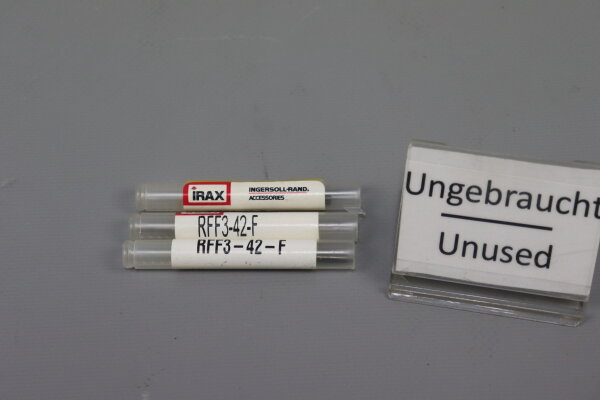 iRAX
INGERSOLL-RAND.
ACCESSORIES
RFF3-42-F
RFF3-42-F
Ungebraucht
Unused